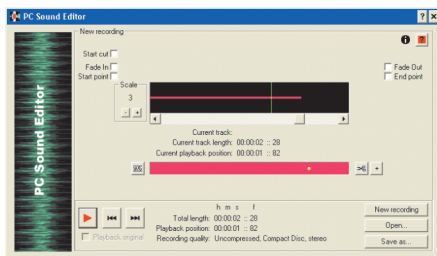 PC Sound Editor
New recording
Start cut
Fade In
Start point
Fade Out
End point
Scale
3
- +
Current track:
Current track length: 00:00:02 :: 28
Current playback position: 00:00:01 :: 82
+
h m s f
Total length: 00:00:02 :: 28
Playback position: 00:00:01 :: 82
Recording quality: Uncompressed, Compact Disc, stereo
Playback original
New recording
Open...
Save as...
PC Sound Editor